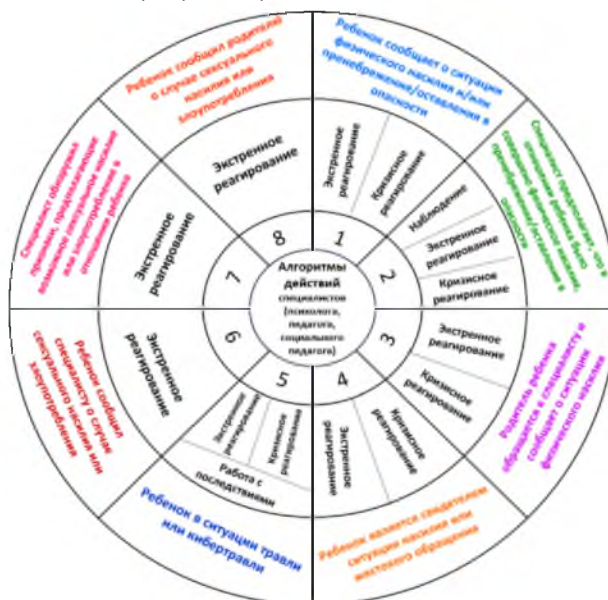 Алгоритмы
действий
специалистов
(психолога,
педагога,
социального
педагога)
1
Ребенок сообщает о ситуации
физического насилия и/или
пренебрежения/оставления в
опасности
Экстренное
реагирование
Кризисное
реагирование
2
Специалист предполагает, что в
отношении ребенка было
совершено физическое насилие,
пренебрежение/оставление в
опасности
Наблюдение
Экстренное
реагирование
Кризисное
реагирование
3
Родитель ребенка
обращается к специалисту и
сообщает о ситуации
физического насилия
Экстренное
реагирование
Кризисное
реагирование
4
Ребенок является свидетелем
ситуации насилия или
жестокого обращения
Кризисное
реагирование
Экстренное
реагирование
5
Ребенок в ситуации травли
или кибертравли
Экстренное
реагирование
Кризисное
реагирование
Работа с
последствиями
6
Ребенок сообщил
специалисту о случае
сексуального насилия или
злоупотребления
Экстренное
реагирование
7
Специалист обнаружил
признаки, предполагающие
возможное сексуальное насилие
или злоупотребление в
отношении ребенка
Экстренное
реагирование
8
Ребенок сообщил родителю
о случае сексуального
насилия или
злоупотребления
Экстренное
реагирование